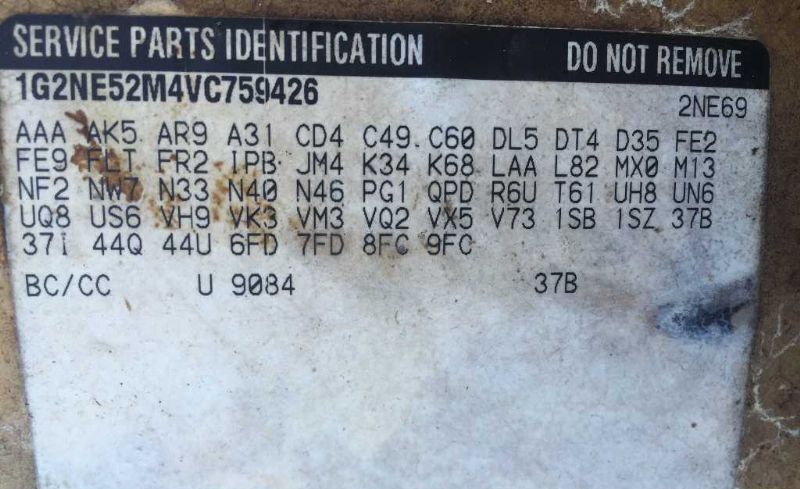 SERVICE PARTS IDENTIFICATION DO NOT REMOVE
1G2NE52M4VC759426
2NE69
AAA AK5 AR9 A31 CD4 C49 C60 DL5 DT4 D35 FE2
FE9 FLT FR2 IPB JM4 K34 K68 LAA L82 MX0 M13
NF2 NW7 N33 N40 N46 PG1 QPD R6U T61 UH8 UN6
UQ8 US6 VH9 VK3 VM3 VQ2 VX5 V73 1SB 1SZ 37B
37I 44Q 44U 6FD 7FD 8FC 9FC
BC/CC U 9084 37B